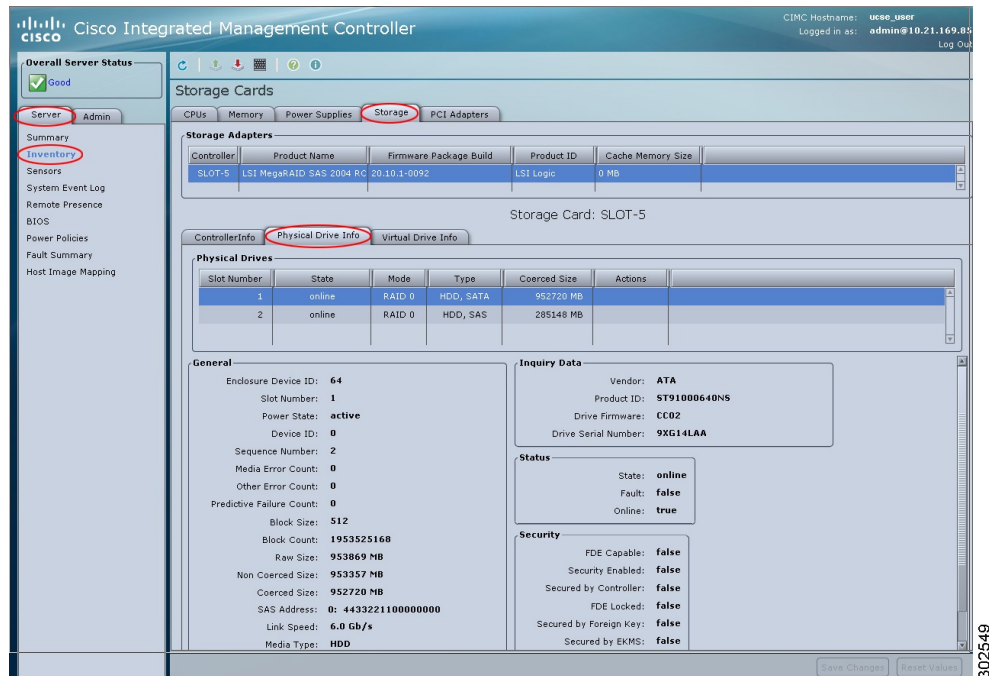 CISCO
Cisco Integrated Management Controller
CIMC Hostname: ucse_user
Logged in as: admin@10.21.169.85
Log Out
Overall Server Status
Good
Server Admin
Summary
Inventory
Sensors
System Event Log
Remote Presence
BIOS
Power Policies
Fault Summary
Host Image Mapping
Storage Cards
CPUs Memory Power Supplies Storage PCI Adapters
Storage Adapters
Controller Product Name Firmware Package Build Product ID Cache Memory Size
SLOT-5 LSI MegaRAID SAS 2004 RC 20.10.1-0092 LSI Logic 0 MB
Storage Card: SLOT-5
ControllerInfo Physical Drive Info Virtual Drive Info
Physical Drives
Slot Number State Mode Type Coerced Size Actions
1 online RAID 0 HDD, SATA 952720 MB
2 online RAID 0 HDD, SAS 285148 MB
General
Enclosure Device ID: 64
Slot Number: 1
Power State: active
Device ID: 0
Sequence Number: 2
Media Error Count: 0
Other Error Count: 0
Predictive Failure Count: 0
Block Size: 512
Block Count: 1953525168
Raw Size: 953869 MB
Non Coerced Size: 953357 MB
Coerced Size: 952720 MB
SAS Address: 0: 4433221100000000
Link Speed: 6.0 Gb/s
Media Type: HDD
Inquiry Data
Vendor: ATA
Product ID: ST91000640NS
Drive Firmware: CC02
Drive Serial Number: 9XG14LAA
Status
State: online
Fault: false
Online: true
Security
FDE Capable: false
Security Enabled: false
Secured by Controller: false
FDE Locked: false
Secured by Foreign Key: false
Secured by EKMS: false
Save Changes Reset Values
302549